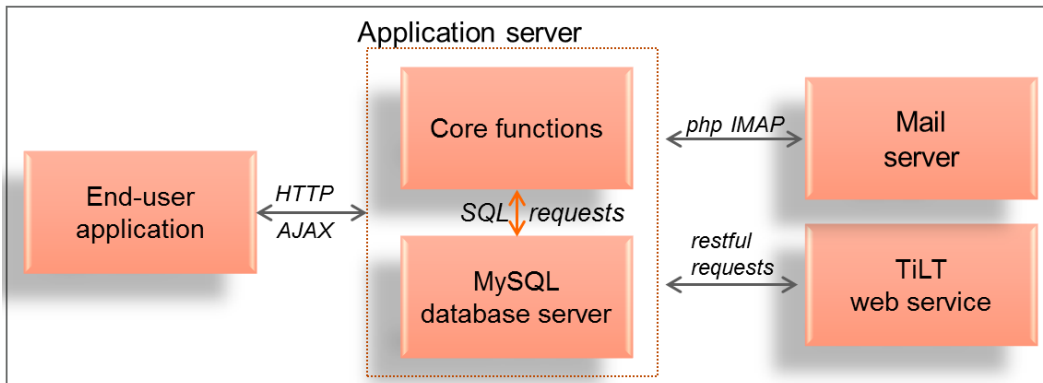 Application server
Core functions
php IMAP
Mail
server
End-user
application
HTTP
AJAX
SQL requests
MySQL
database server
restful
requests
TiLT
web service